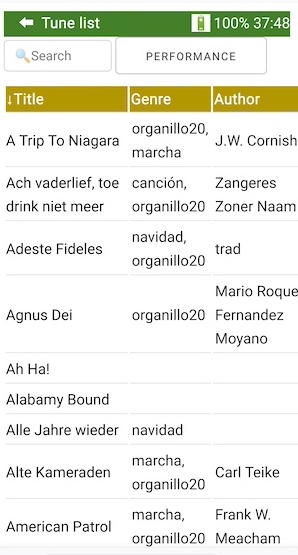 ⬅ Tune list 100% 37:48
🔍Search PERFORMANCE
↓Title Genre Author
A Trip To Niagara organillo20, marcha J.W. Cornish
Ach vaderlief, toe drink niet meer canción, organillo20 Zangeres Zoner Naam
Adeste Fideles navidad, organillo20 trad
Agnus Dei organillo20 Mario Roque Fernandez Moyano
Ah Ha!
Alabamy Bound
Alle Jahre wieder navidad
Alte Kameraden marcha, organillo20 Carl Teike
American Patrol marcha, organillo20 Frank W. Meacham